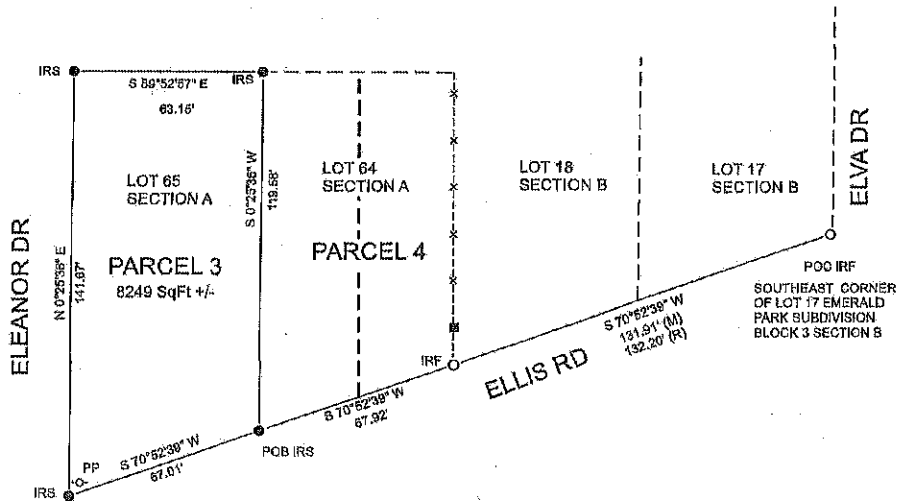 IRS
S 89°52'57" E
63.15'
IRS
ELVA DR
ELEANOR DR
N 0°25'36" E
141.67'
LOT 65
SECTION A
PARCEL 3
8249 SqFt +/-
S 0°25'36" W
119.58'
LOT 64
SECTION A
PARCEL 4
LOT 18
SECTION B
LOT 17
SECTION B
POC IRF
SOUTHEAST CORNER
OF LOT 17 EMERALD
PARK SUBDIVISION
BLOCK 3 SECTION B
S 70°52'39" W
131.91' (M)
132.20' (R)
ELLIS RD
IRF
S 70°52'39" W
67.92'
POB IRS
S 70°52'39" W
67.01'
PP
IRS